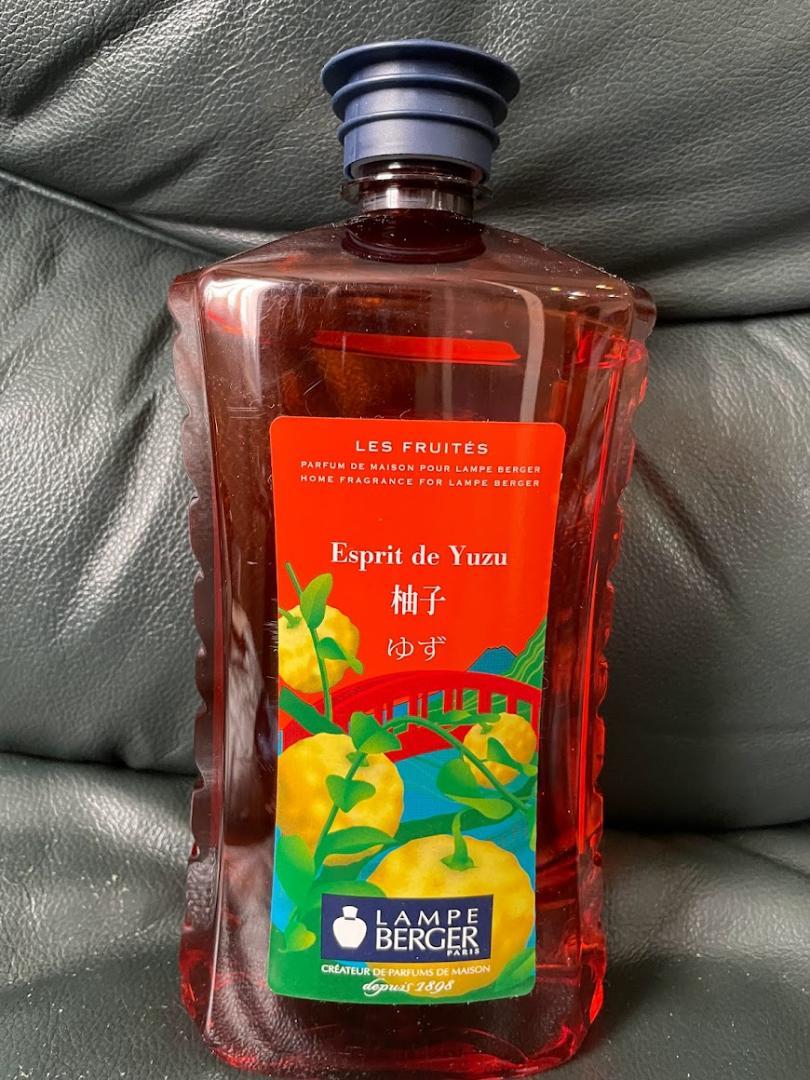 LES FRUITÉS
PARFUM DE MAISON POUR LAMPE BERGER
HOME FRAGRANCE FOR LAMPE BERGER
Esprit de Yuzu
柚子
ゆず
LAMPE
BERGER
PARIS
CRÉATEUR DE PARFUMS DE MAISON
depuis 1898